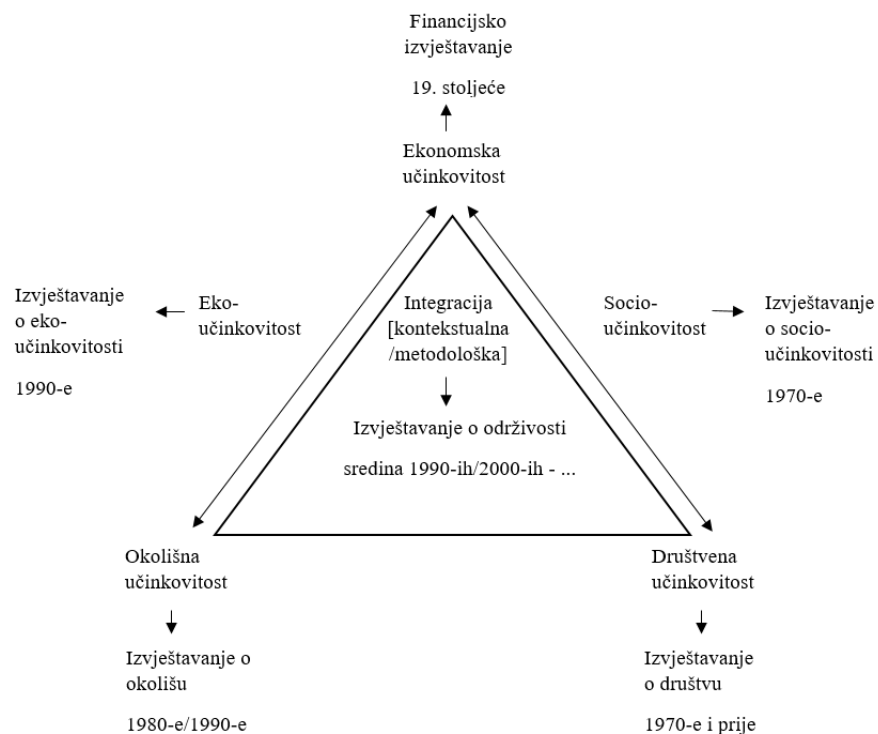 Financijsko
izvještavanje
19. stoljeće
Ekonomska
učinkovitost
Izvještavanje
o eko-
učinkovitosti
1990-e
Eko-
učinkovitost
Integracija
[kontekstualna
/metodološka]
Izvještavanje o održivosti
sredina 1990-ih/2000-ih - ...
Socio-
učinkovitost
Izvještavanje
o socio-
učinkovitosti
1970-e
Okolišna
učinkovitost
Izvještavanje o
okolišu
1980-e/1990-e
Društvena
učinkovitost
Izvještavanje
o društvu
1970-e i prije